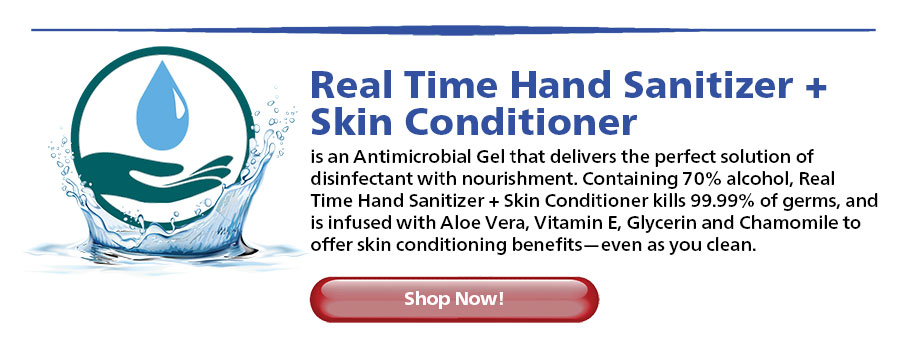 Real Time Hand Sanitizer +
Skin Conditioner
is an Antimicrobial Gel that delivers the perfect solution of
disinfectant with nourishment. Containing 70% alcohol, Real
Time Hand Sanitizer + Skin Conditioner kills 99.99% of germs, and
is infused with Aloe Vera, Vitamin E, Glycerin and Chamomile to
offer skin conditioning benefits—even as you clean.
Shop Now!